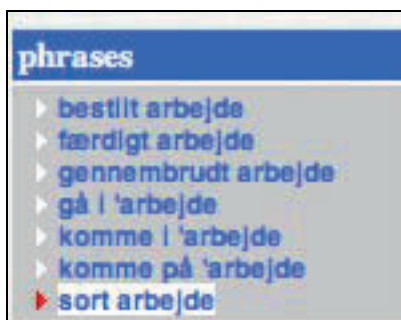 phrases
bestilt arbejde
færdigt arbejde
gennembrudt arbejde
gå i 'arbejde
komme i 'arbejde
komme på 'arbejde
sort arbejde